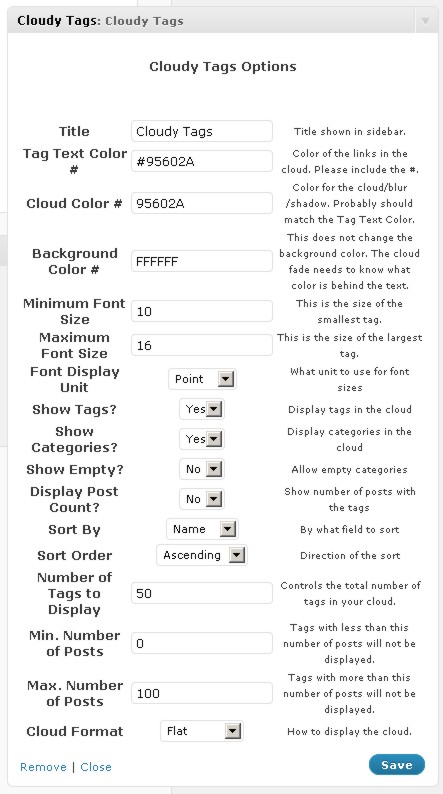 Cloudy Tags: Cloudy Tags
Cloudy Tags Options
Title Cloudy Tags Title shown in sidebar.
Tag Text Color
#
#95602A
Color of the links in the
cloud. Please include the #.
Cloud Color # 95602A
Color for the cloud/blur
/shadow. Probably should
match the Tag Text Color.
Background
Color #
FFFFFF
This does not change the
background color. The cloud
fade needs to know what
color is behind the text.
Minimum Font
Size
10
This is the size of the
smallest tag.
Maximum
Font Size
16
This is the size of the largest
tag.
Font Display
Unit
Point
What unit to use for font
sizes
Show Tags? Yes Display tags in the cloud
Show
Categories?
Yes
Display categories in the
cloud
Show Empty? No Allow empty categories
Display Post
Count?
No
Show number of posts with
the tags
Sort By Name By what field to sort
Sort Order Ascending Direction of the sort
Number of
Tags to
Display
50
Controls the total number of
tags in your cloud.
Min. Number
of Posts
0
Tags with less than this
number of posts will not be
displayed.
Max. Number
of Posts
100
Tags with more than this
number of posts will not be
displayed.
Cloud Format Flat How to display the cloud.
Remove | Close Save